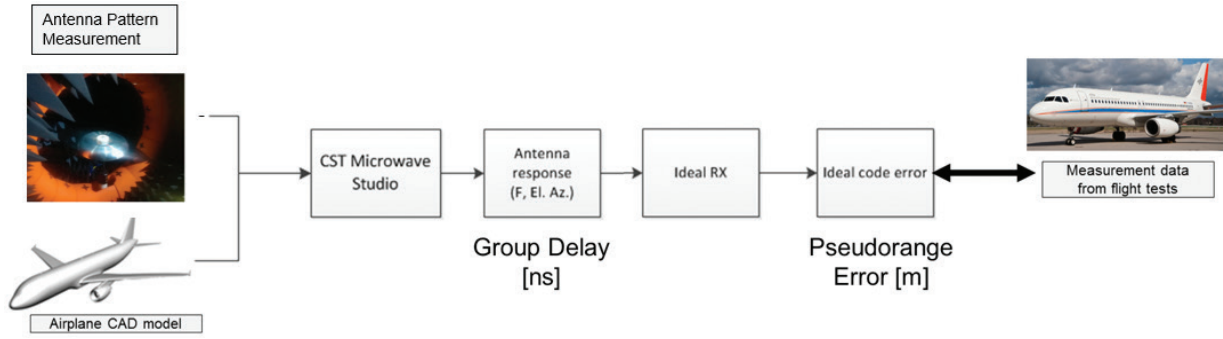 Antenna Pattern
Measurement
CST Microwave
Studio
Antenna
response
(F, El. Az.)
Ideal RX
Ideal code error
Measurement data
from flight tests
Group Delay
[ns]
Pseudorange
Error [m]
Airplane CAD model